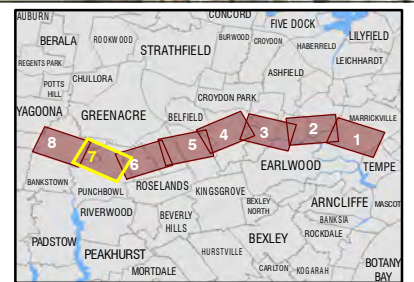 AUBURN
CONCORD
FIVE DOCK
BERALA
ROOKWOOD
STRATHFIELD
BURWOOD
CROYDON
HABERFIELD
LILYFIELD
REGENTS PARK
LEICHHARDT
CHULLORA
ASHFIELD
POTTS
HILL
CROYDON PARK
YAGOONA
GREENACRE
BELFIELD
MARRICKVILLE
8
7
6
5
4
3
2
1
BANKSTOWN
PUNCHBOWL
ROSELANDS
KINGSGROVE
EARLWOOD
TEMPE
RIVERWOOD
BEVERLY
HILLS
BEXLEY
NORTH
ARNCLIFFE
MASCOT
BANKSIA
PADSTOW
PEAKHURST
HURSTVILLE
BEXLEY
ROCKDALE
MORTDALE
CARLTON
KOGARAH
BOTANY
BAY